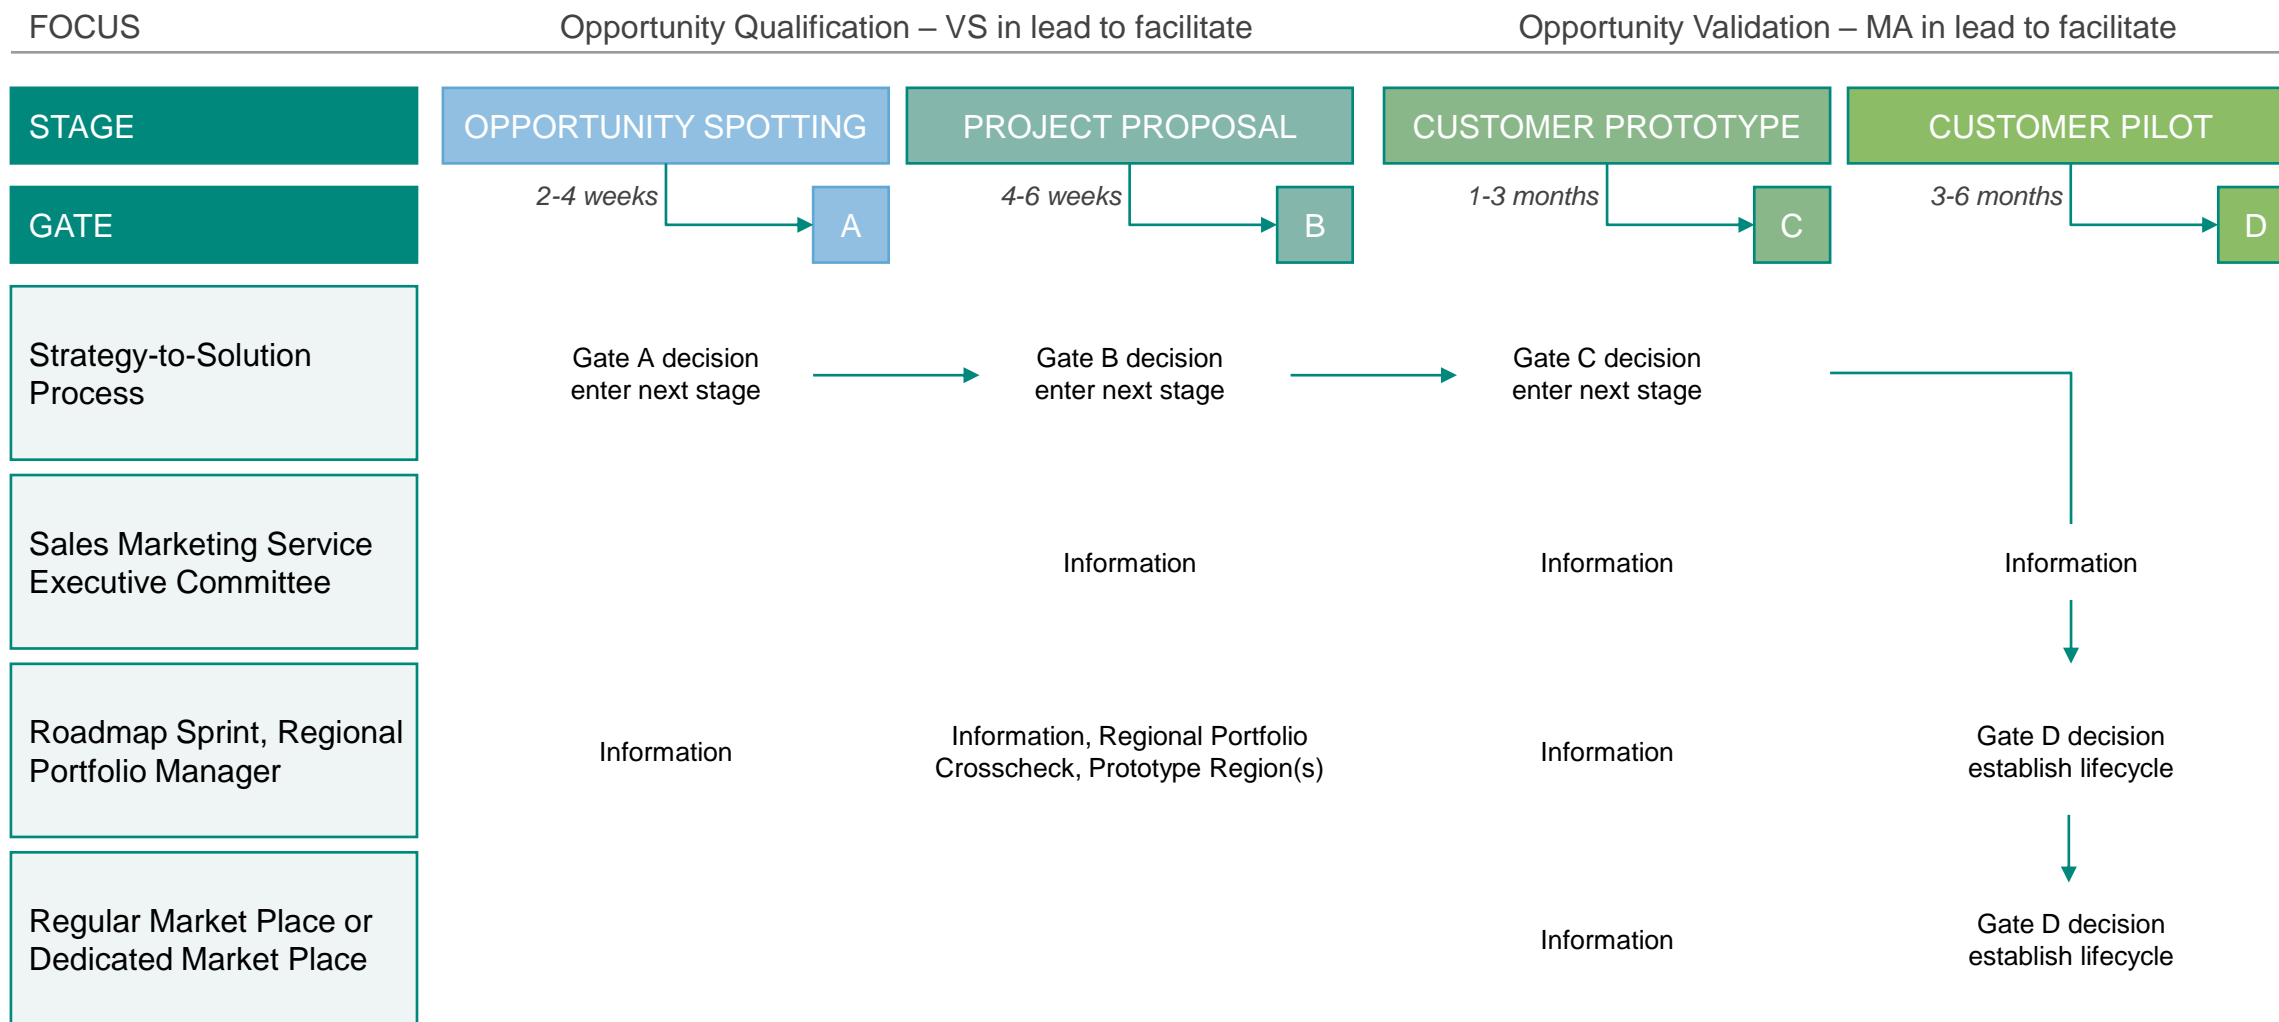 FOCUS
Opportunity Qualification – VS in lead to facilitate
Opportunity Validation – MA in lead to facilitate
STAGE
OPPORTUNITY SPOTTING
PROJECT PROPOSAL
CUSTOMER PROTOTYPE
CUSTOMER PILOT
GATE
2-4 weeks
A
4-6 weeks
B
1-3 months
C
3-6 months
D
Strategy-to-Solution
Process
Gate A decision
enter next stage
Gate B decision
enter next stage
Gate C decision
enter next stage
Sales Marketing Service
Executive Committee
Information
Information
Information
Roadmap Sprint, Regional
Portfolio Manager
Information
Information, Regional Portfolio
Crosscheck, Prototype Region(s)
Information
Gate D decision
establish lifecycle
Regular Market Place or
Dedicated Market Place
Information
Gate D decision
establish lifecycle